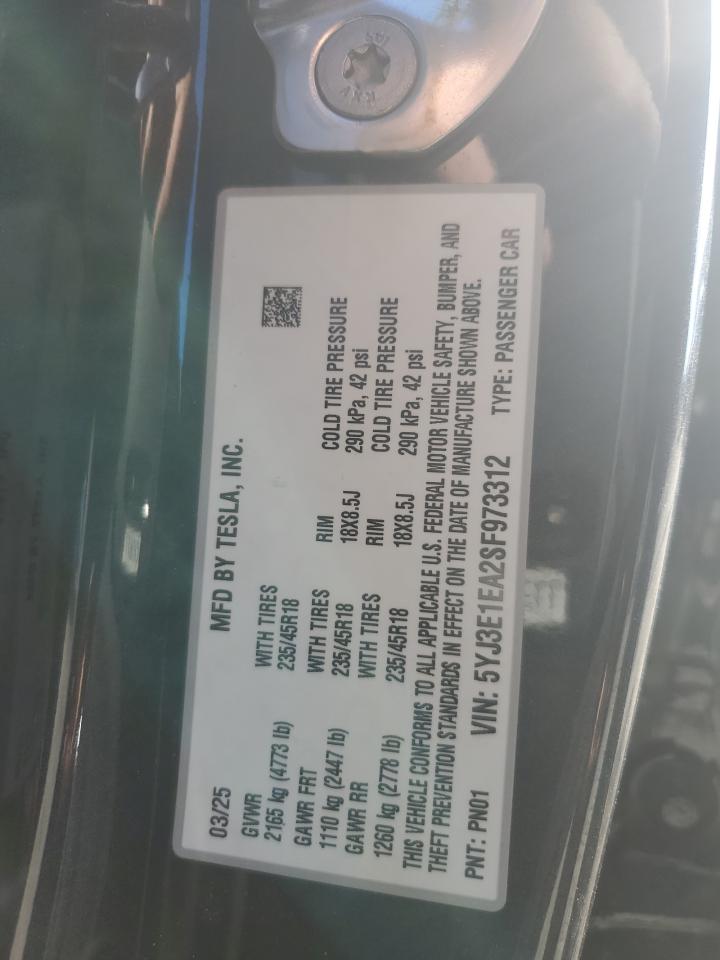 03/25 MFD BY TESLA, INC.
GVWR WITH TIRES
2165 kg (4773 lb) 235/45R18
GAWR FRT WITH TIRES RIM COLD TIRE PRESSURE
1110 kg (2447 lb) 235/45R18 18X8.5J 290 kPa, 42 psi
GAWR RR WITH TIRES RIM COLD TIRE PRESSURE
1260 kg (2778 lb) 235/45R18 18X8.5J 290 kPa, 42 psi
THIS VEHICLE CONFORMS TO ALL APPLICABLE U.S. FEDERAL MOTOR VEHICLE SAFETY, BUMPER, AND
THEFT PREVENTION STANDARDS IN EFFECT ON THE DATE OF MANUFACTURE SHOWN ABOVE.
PNT: PN01 VIN: 5YJ3E1EA2SF973312 TYPE: PASSENGER CAR